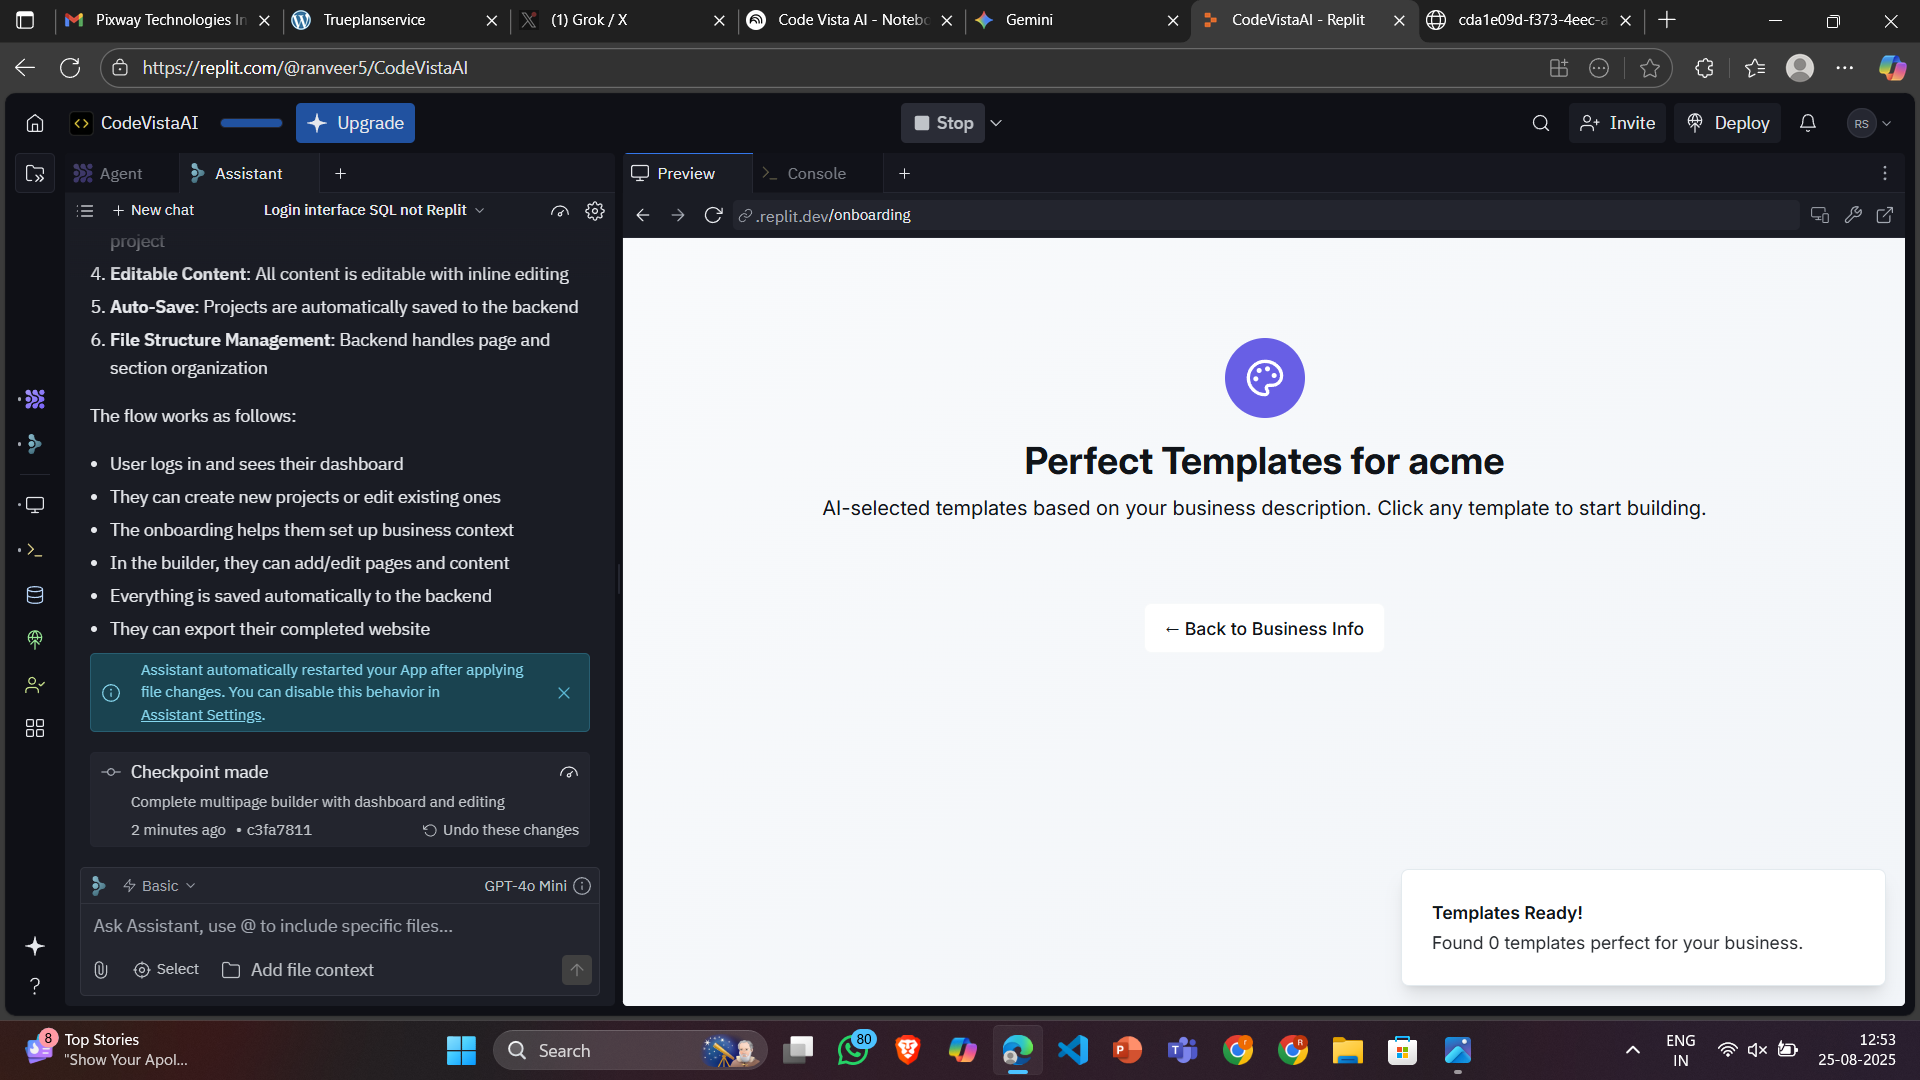 Pixway Technologies In
Trueplanservice
(1) Grok / X
Code Vista AI - Notebo
Gemini
CodeVistaAI - Replit
cda1e09d-f373-4eec-a
https://replit.com/@ranveer5/CodeVistaAI
CodeVistaAI
Upgrade
Stop
Invite
Deploy
RS
Agent
Assistant
Preview
Console
New chat
Login interface SQL not Replit
.replit.dev/onboarding
project
4. Editable Content: All content is editable with inline editing
5. Auto-Save: Projects are automatically saved to the backend
6. File Structure Management: Backend handles page and
section organization
The flow works as follows:
• User logs in and sees their dashboard
• They can create new projects or edit existing ones
• The onboarding helps them set up business context
• In the builder, they can add/edit pages and content
• Everything is saved automatically to the backend
• They can export their completed website
Assistant automatically restarted your App after applying
file changes. You can disable this behavior in
Assistant Settings.
Checkpoint made
Complete multipage builder with dashboard and editing
2 minutes ago • c3fa7811
Undo these changes
Basic
GPT-4o Mini
Ask Assistant, use @ to include specific files...
Select
Add file context
Perfect Templates for acme
AI-selected templates based on your business description. Click any template to start building.
← Back to Business Info
Templates Ready!
Found 0 templates perfect for your business.
8
Top Stories
"Show Your Apol...
Search
80
ENG
IN
12:53
25-08-2025